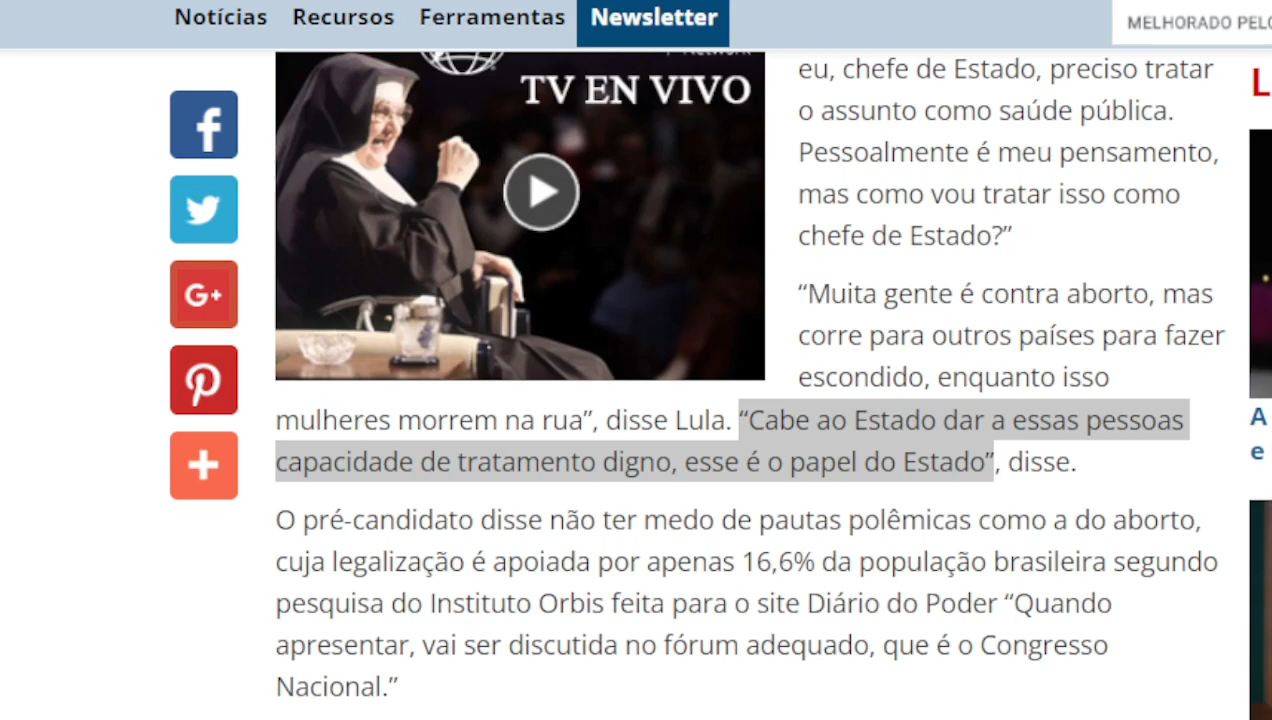 Notícias Recursos Ferramentas Newsletter
MELHORADO
TV EN VIVO
eu, chefe de Estado, preciso tratar
o assunto como saúde pública.
Pessoalmente é meu pensamento,
mas como vou tratar isso como
chefe de Estado?”
“Muita gente é contra aborto, mas
corre para outros países para fazer
escondido, enquanto isso
mulheres morrem na rua”, disse Lula. “Cabe ao Estado dar a essas pessoas
capacidade de tratamento digno, esse é o papel do Estado”, disse.
O pré-candidato disse não ter medo de pautas polêmicas como a do aborto,
cuja legalização é apoiada por apenas 16,6% da população brasileira segundo
pesquisa do Instituto Orbis feita para o site Diário do Poder “Quando
apresentar, vai ser discutida no fórum adequado, que é o Congresso
Nacional.”
L
A
e